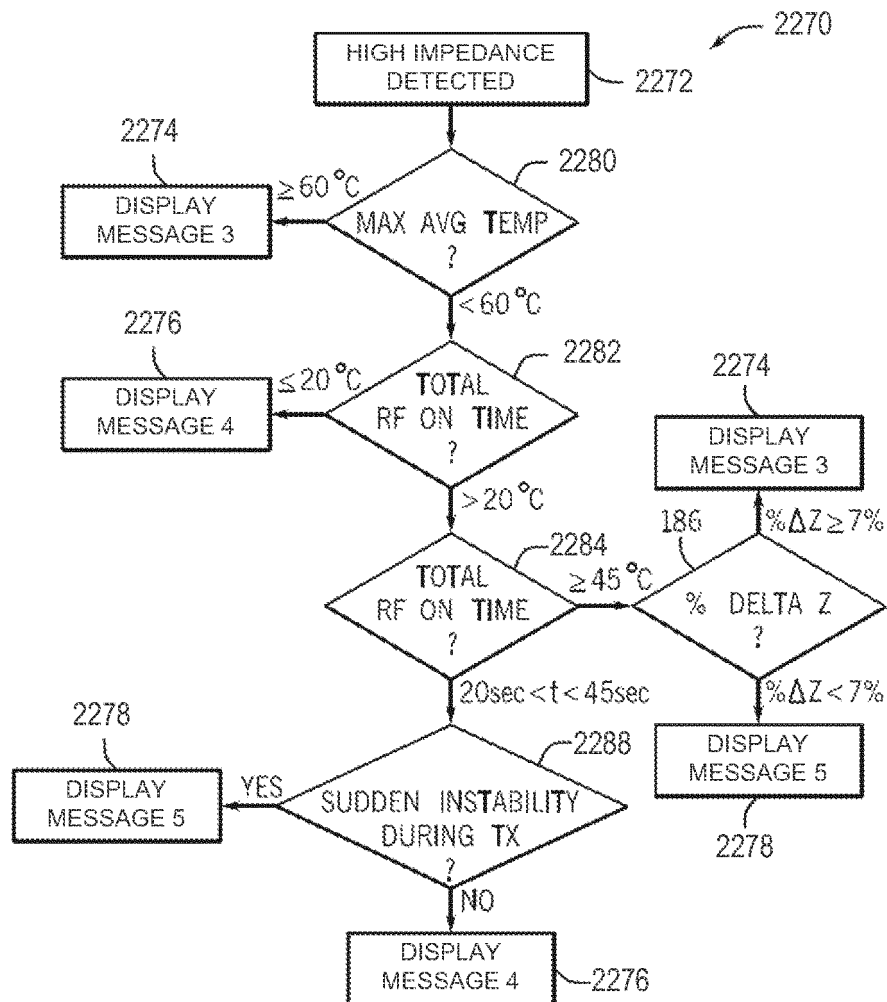 2270
HIGH IMPEDANCE
DETECTED
2272
2274
DISPLAY
MESSAGE 3
≥60°C
2280
MAX AVG TEMP
?
<60°C
2276
DISPLAY
MESSAGE 4
≤20°C
2282
TOTAL
RF ON TIME
?
>20°C
2274
DISPLAY
MESSAGE 3
%ΔZ≥7%
2284
TOTAL
RF ON TIME
?
≥45°C
186
% DELTA Z
?
%ΔZ<7%
DISPLAY
MESSAGE 5
2278
20sec<t<45sec
2278
DISPLAY
MESSAGE 5
YES
2288
SUDDEN INSTABILITY
DURING TX
?
NO
DISPLAY
MESSAGE 4
2276